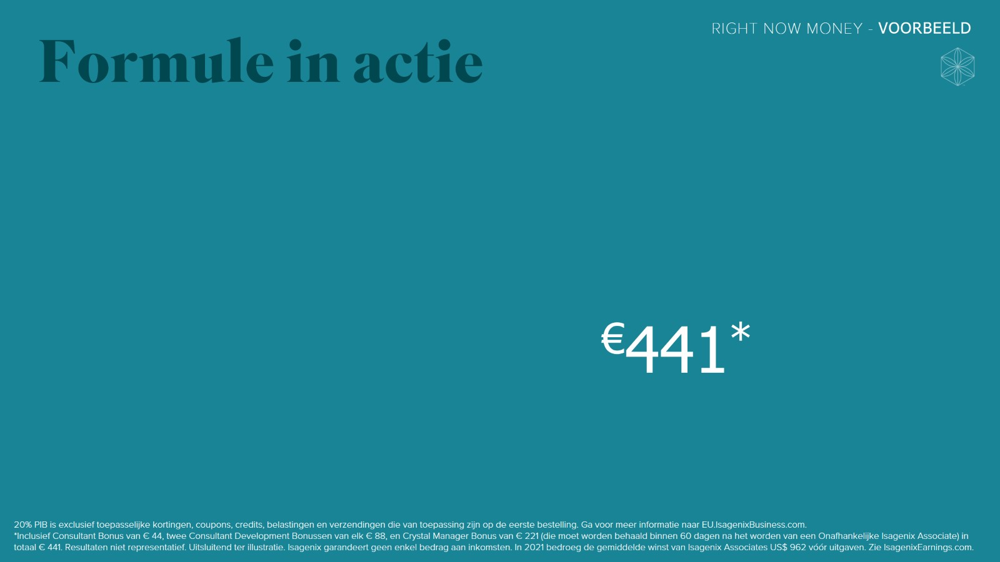 RIGHT NOW MONEY - VOORBEELD
Formule in actie
€441*
20% PIB is exclusief toepasselijke kortingen, coupons, credits, belastingen en verzendingen die van toepassing zijn op de eerste bestelling. Ga voor meer informatie naar EU.IsagenixBusiness.com.
*Inclusief Consultant Bonus van € 44, twee Consultant Development Bonussen van elk € 88, en Crystal Manager Bonus van € 221 (die moet worden behaald binnen 60 dagen na het worden van een Onafhankelijke Isagenix Associate) in
totaal € 441. Resultaten niet representatief. Uitsluitend ter illustratie. Isagenix garandeert geen enkel bedrag aan inkomsten. In 2021 bedroeg de gemiddelde winst van Isagenix Associates US$ 962 vóór uitgaven. Zie IsagenixEarnings.com.